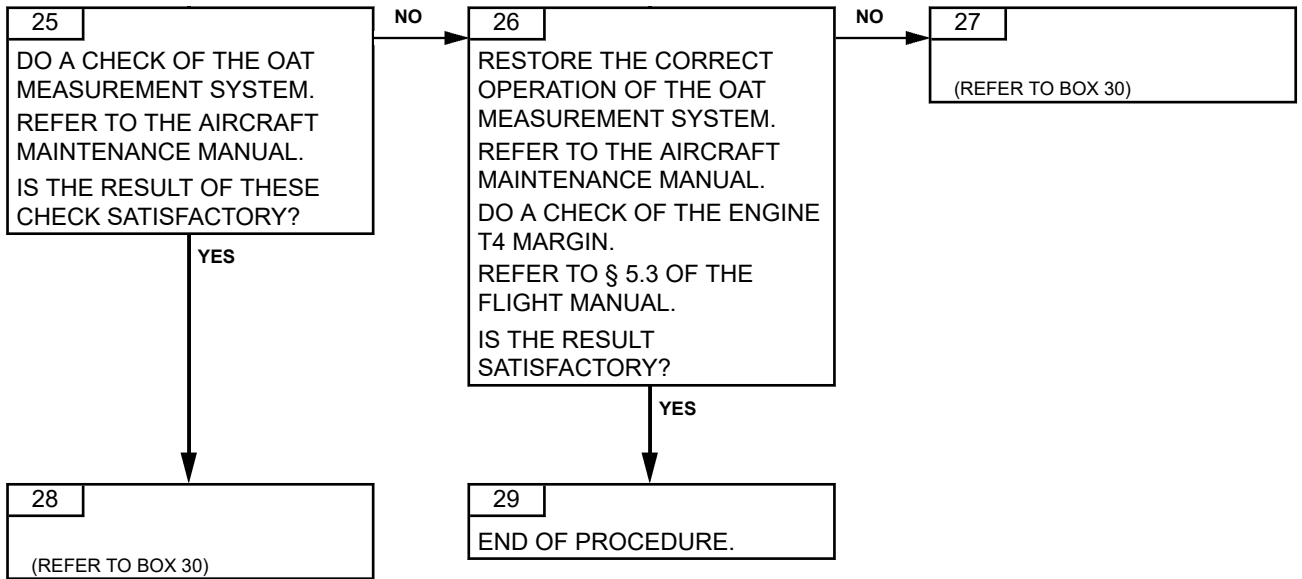 25
DO A CHECK OF THE OAT
MEASUREMENT SYSTEM.
REFER TO THE AIRCRAFT
MAINTENANCE MANUAL.
IS THE RESULT OF THESE
CHECK SATISFACTORY?
NO
YES
26
RESTORE THE CORRECT
OPERATION OF THE OAT
MEASUREMENT SYSTEM.
REFER TO THE AIRCRAFT
MAINTENANCE MANUAL.
DO A CHECK OF THE ENGINE
T4 MARGIN.
REFER TO § 5.3 OF THE
FLIGHT MANUAL.
IS THE RESULT
SATISFACTORY?
NO
YES
27
(REFER TO BOX 30)
28
(REFER TO BOX 30)
29
END OF PROCEDURE.